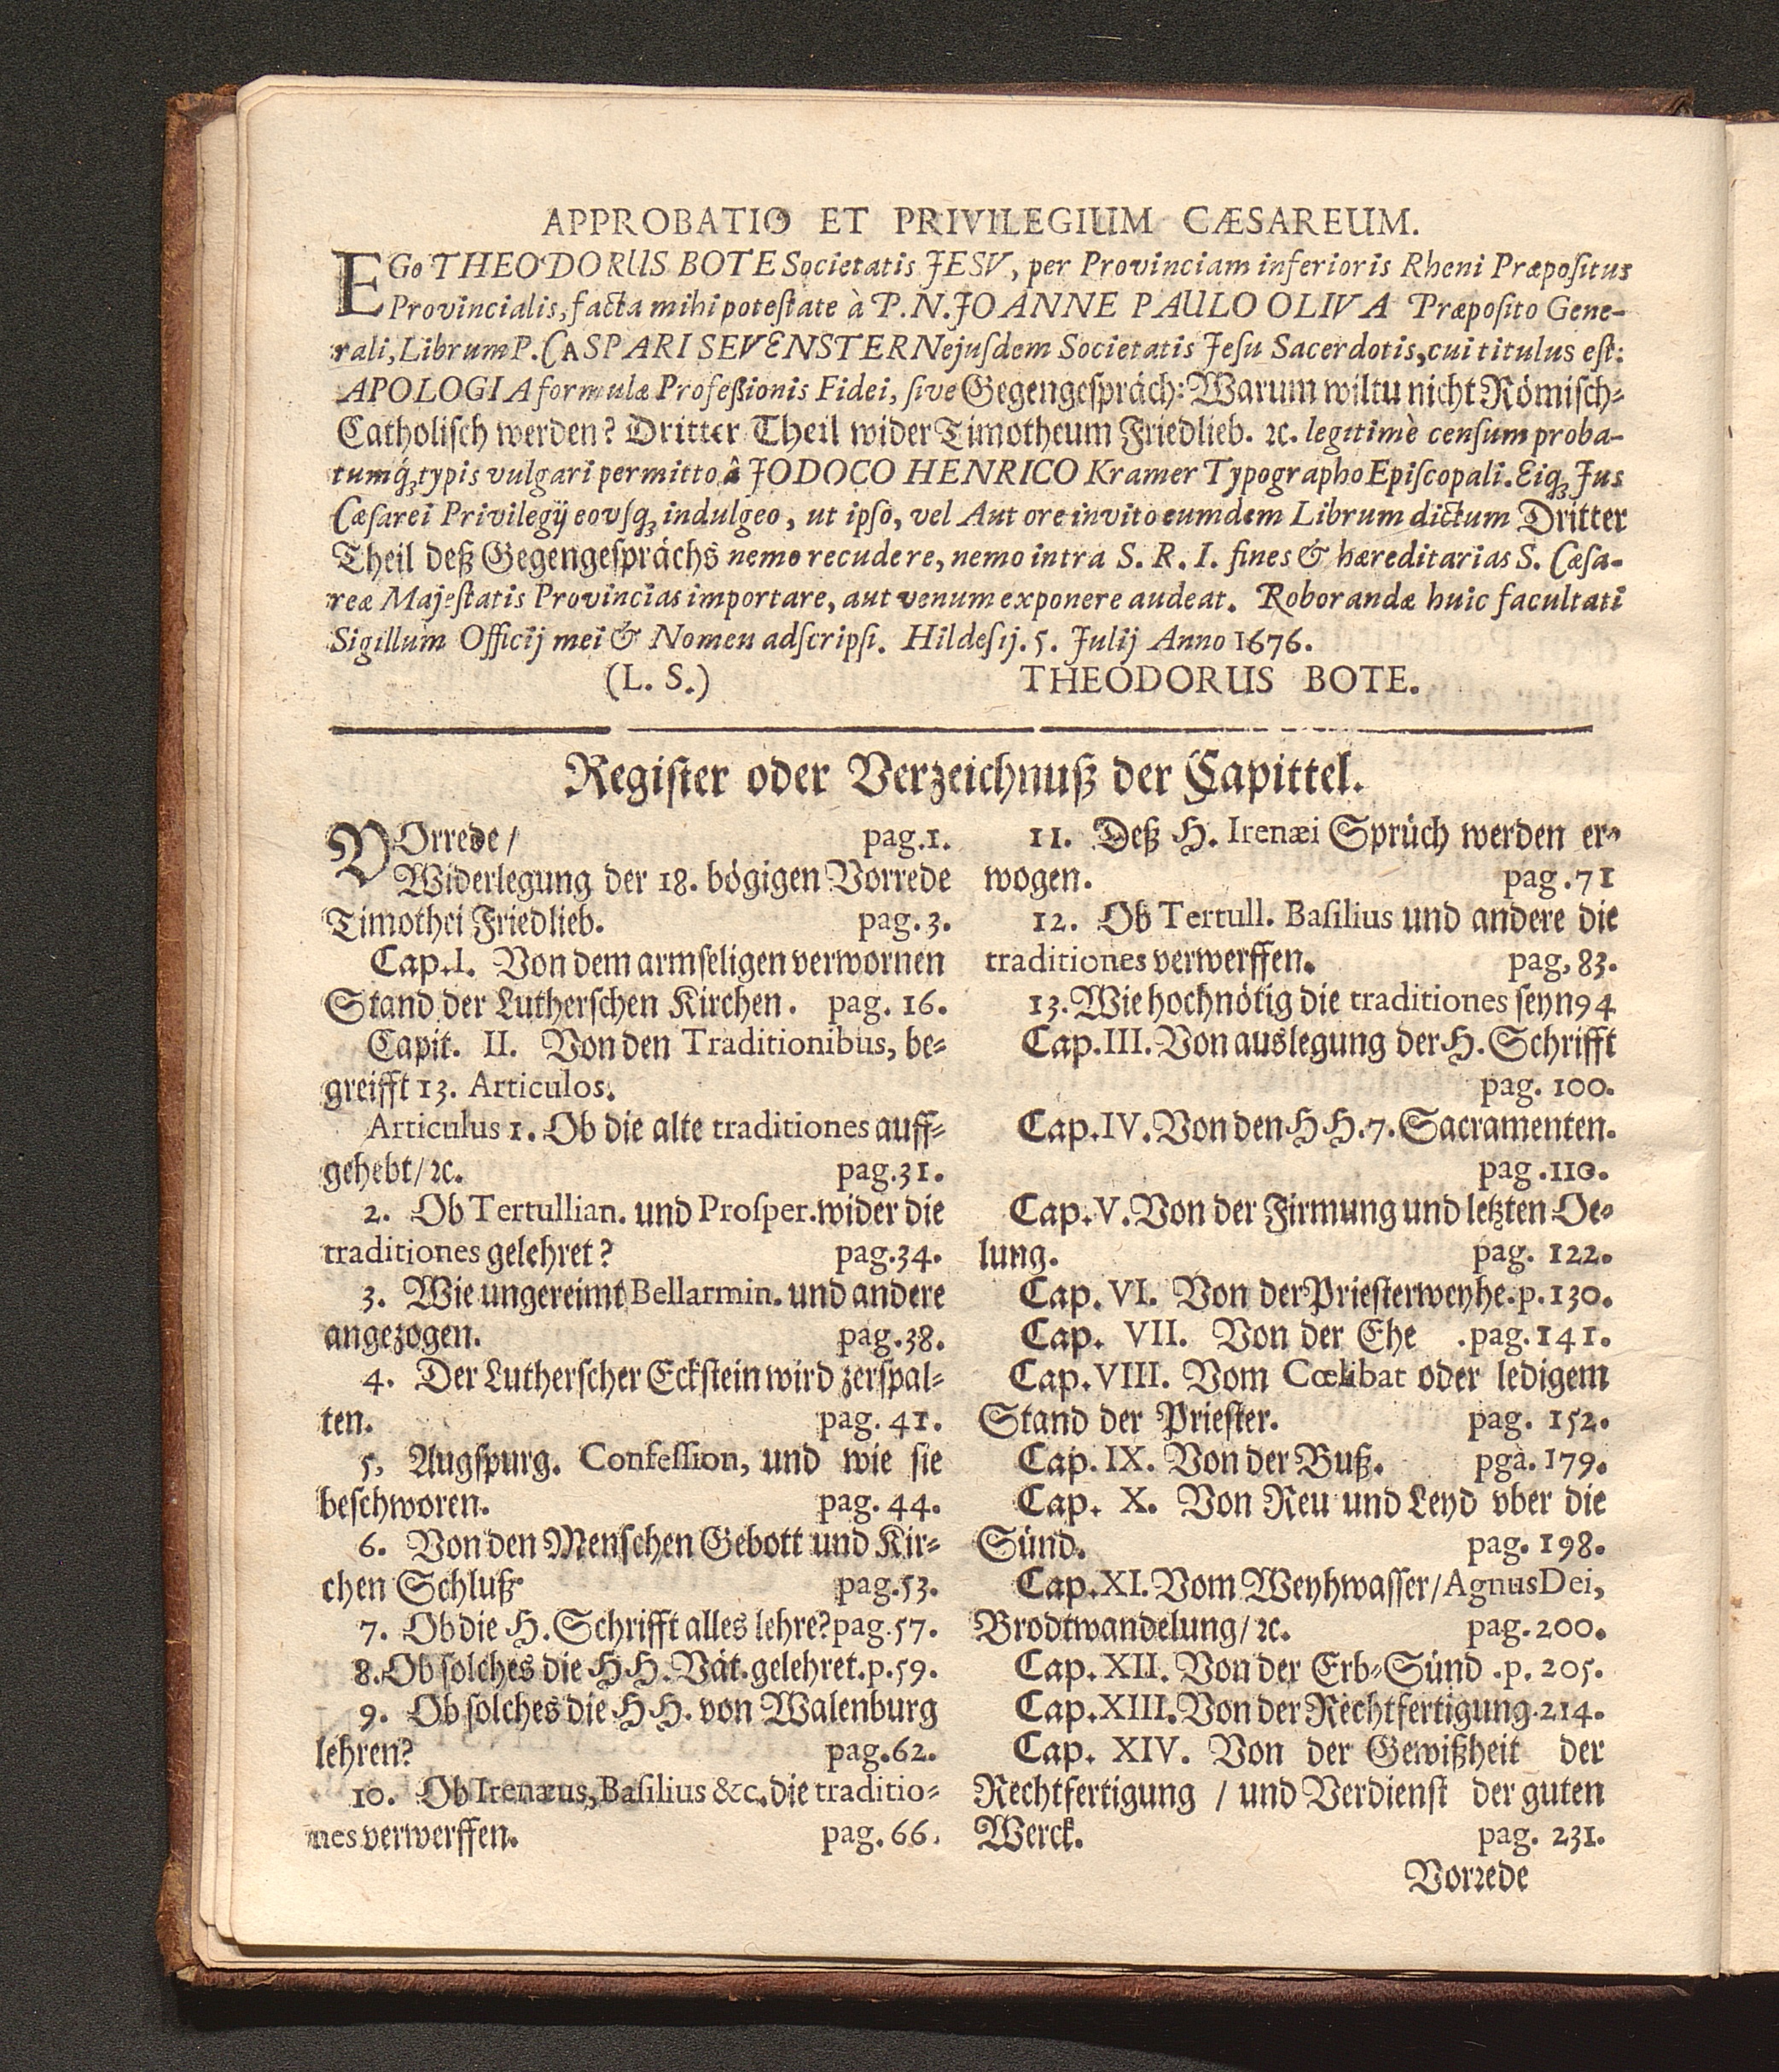 APPROBATIO ET PRIVILEGIUM CÆSAREUM.
EGo THEODORUS BOTE Societatis JESV, per Provinciam inferioris Rheni Præpoſitus
Provincialis, facta mihi poteſtate à P. N. JOANNE PAULO OLIVA Præpoſito Gene-
rali, Librum P. CASPARI SEVENSTERN ejuſdem Societatis Jeſu Sacerdotis, cui titulus eſt:
APOLOGIA formulæ Profeßionis Fidei, ſive Gegengeſpräch: Warum wiltu nicht Römiſch-
Catholiſch werden? Dritter Theil wider Timotheum Friedlieb. ꝛc. legitimè cenſum proba-
tumq́ꝫ typis vulgari permitto â JODOCO HENRICO Kramer Typographo Epiſcopali. Eiqꝫ Jus
Cæſarei Privilegij eouſqꝫ indulgeo, ut ipſo, vel Autore invito eumdem Librum dictum Dritter
Theil deß Gegengeſprächs nemo recudere, nemo intra S. R. I. fines & hæreditarias S. Cæſa-
reæ Majeſtatis Provincias importare, aut venum exponere audeat. Roborandæ huic facultati
Sigillum Officij mei & Nomen adſcripſi. Hildeſij. 5. Julij Anno 1676.
(L. S.) THEODORUS BOTE.
Regiſter oder Verzeichnuß der Capittel.
VOrrede / pag. 1.
Widerlegung der 18. bögigen Vorrede
Timothei Friedlieb. pag. 3.
Cap. I. Von dem armſeligen verwornen
Stand der Lutherſchen Kirchen. pag. 16.
Capit. II. Von den Traditionibus, be-
greifft 13. Articulos.
Articulus 1. Ob die alte traditiones auff-
gehebt / ꝛc. pag. 31.
2. Ob Tertullian. und Proſper. wider die
traditiones gelehret? pag. 34.
3. Wie ungereimt Bellarmin. und andere
angezogen. pag. 38.
4. Der Lutherſcher Eckſtein wird zerſpal-
ten. pag. 41.
5, Augſpurg. Confeſſion, und wie ſie
beſchworen. pag. 44.
6. Von den Menſchen Gebott und Kir-
chen Schluß pag. 53.
7. Ob die H. Schrifft alles lehre? pag. 57.
8. Ob ſolches die HH. Vät. gelehret. p. 59.
9. Ob ſolches die HH. von Walenburg
lehren? pag. 62.
10. Ob Irenæus, Baſilius &c. die traditio-
nes verwerffen. pag. 66.
11. Deß H. Irenæi Sprüch werden er-
wogen. pag. 71
12. Ob Tertull. Baſilius und andere die
traditiones verwerffen. pag, 83.
13. Wie hochnötig die traditiones ſeyn 94
Cap. III. Von auslegung der H. Schrifft
pag. 100.
Cap. IV. Von den HH. 7. Sacramenten.
pag. 110.
Cap. V. Von der Firmung und letzten Oe-
lung. pag. 122.
Cap. VI. Von der Prieſterweyhe. p. 130.
Cap. VII. Von der Ehe . pag. 141.
Cap. VIII. Vom Cœlibat oder ledigem
Stand der Prieſter. pag. 152.
Cap. IX. Von der Buß. pga. 179.
Cap. X. Von Reu und Leyd vber die
Sünd. pag. 198.
Cap. XI. Vom Weyhwaſſer / Agnus Dei,
Brodtwandelung / ꝛc. pag. 200.
Cap. XII. Von der Erb-Sünd . p. 205.
Cap. XIII. Von der Rechtfertigung. 214.
Cap. XIV. Von der Gewißheit der
Rechtfertigung / und Verdienſt der guten
Werck. pag. 231.
Vorrede